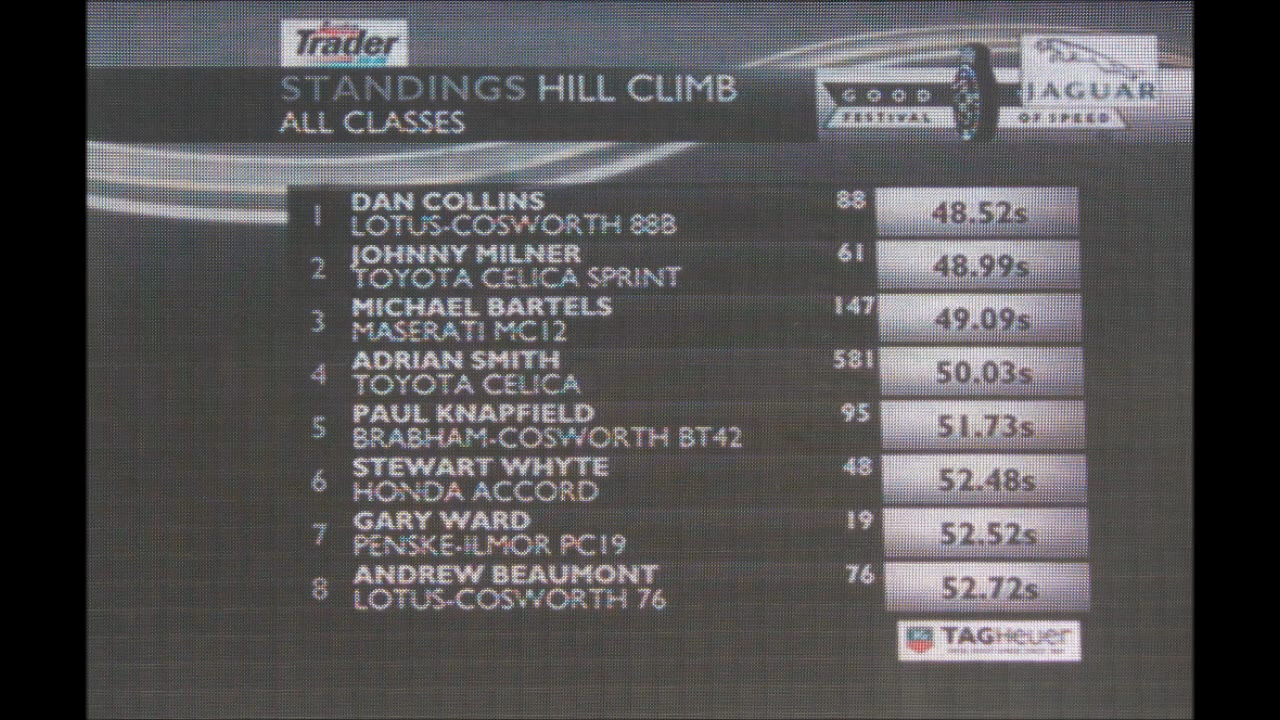 Trader
STANDINGS HILL CLIMB
ALL CLASSES
GOOD
FESTIVAL
OF SPEED
JAGUAR
1 DAN COLLINS 88 48.52s
LOTUS-COSWORTH 88B
2 JOHNNY MILNER 61 48.99s
TOYOTA CELICA SPRINT
3 MICHAEL BARTELS 147 49.09s
MASERATI MC12
4 ADRIAN SMITH 581 50.03s
TOYOTA CELICA
5 PAUL KNAPFIELD 95 51.73s
BRABHAM-COSWORTH BT42
6 STEWART WHYTE 48 52.48s
HONDA ACCORD
7 GARY WARD 19 52.52s
PENSKE-ILMOR PC19
8 ANDREW BEAUMONT 76 52.72s
LOTUS-COSWORTH 76
TAGHeuer